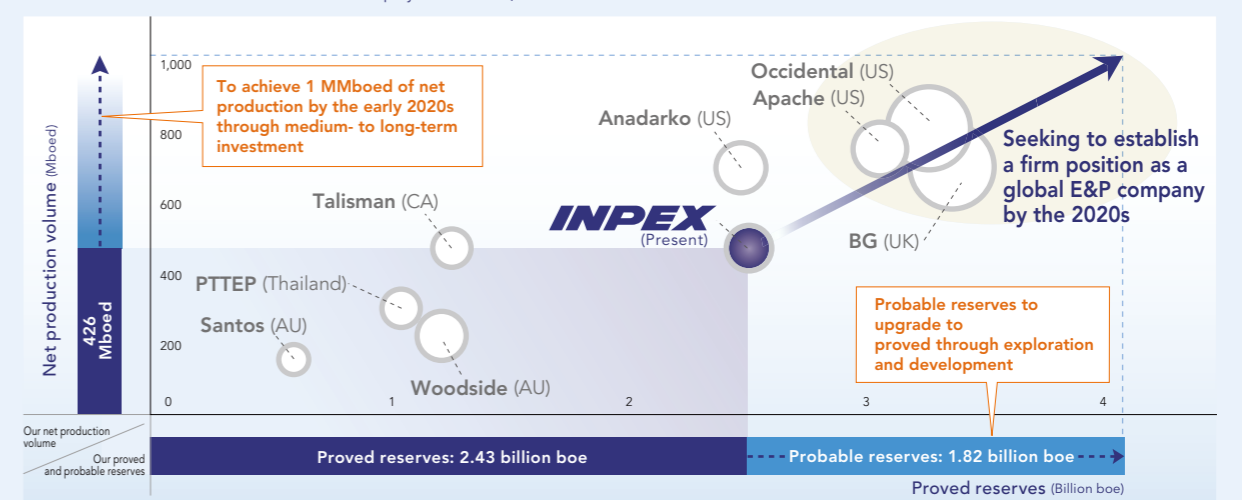 Net production volume (Mboed)
426
Mboed
1,000
800
600
400
200
0
1
2
3
4
To achieve 1 MMboed of net
production by the early 2020s
through medium- to long-term
investment
Occidental (US)
Apache (US)
Anadarko (US)
Seeking to establish
a firm position as a
global E&P company
by the 2020s
Talisman (CA)
INPEX
(Present)
BG (UK)
PTTEP (Thailand)
Santos (AU)
Woodside (AU)
Probable reserves to
upgrade to
proved through exploration
and development
Our net production
volume
Our proved
and probable reserves
Proved reserves: 2.43 billion boe
Probable reserves: 1.82 billion boe
Proved reserves (Billion boe)